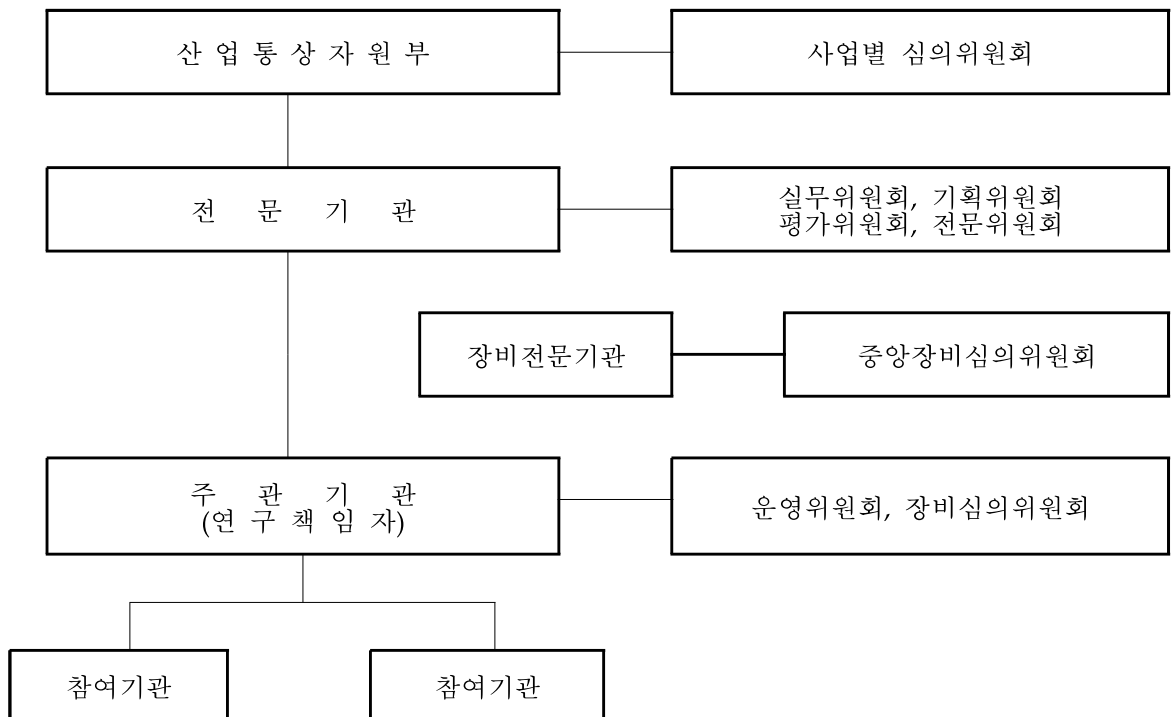 산 업 통 상 자 원 부
사업별 심의위원회
전 문 기 관
실무위원회, 기획위원회
평가위원회, 전문위원회
장비전문기관
중앙장비심의위원회
주 관 기 관
(연 구 책 임 자)
운영위원회, 장비심의위원회
참여기관
참여기관